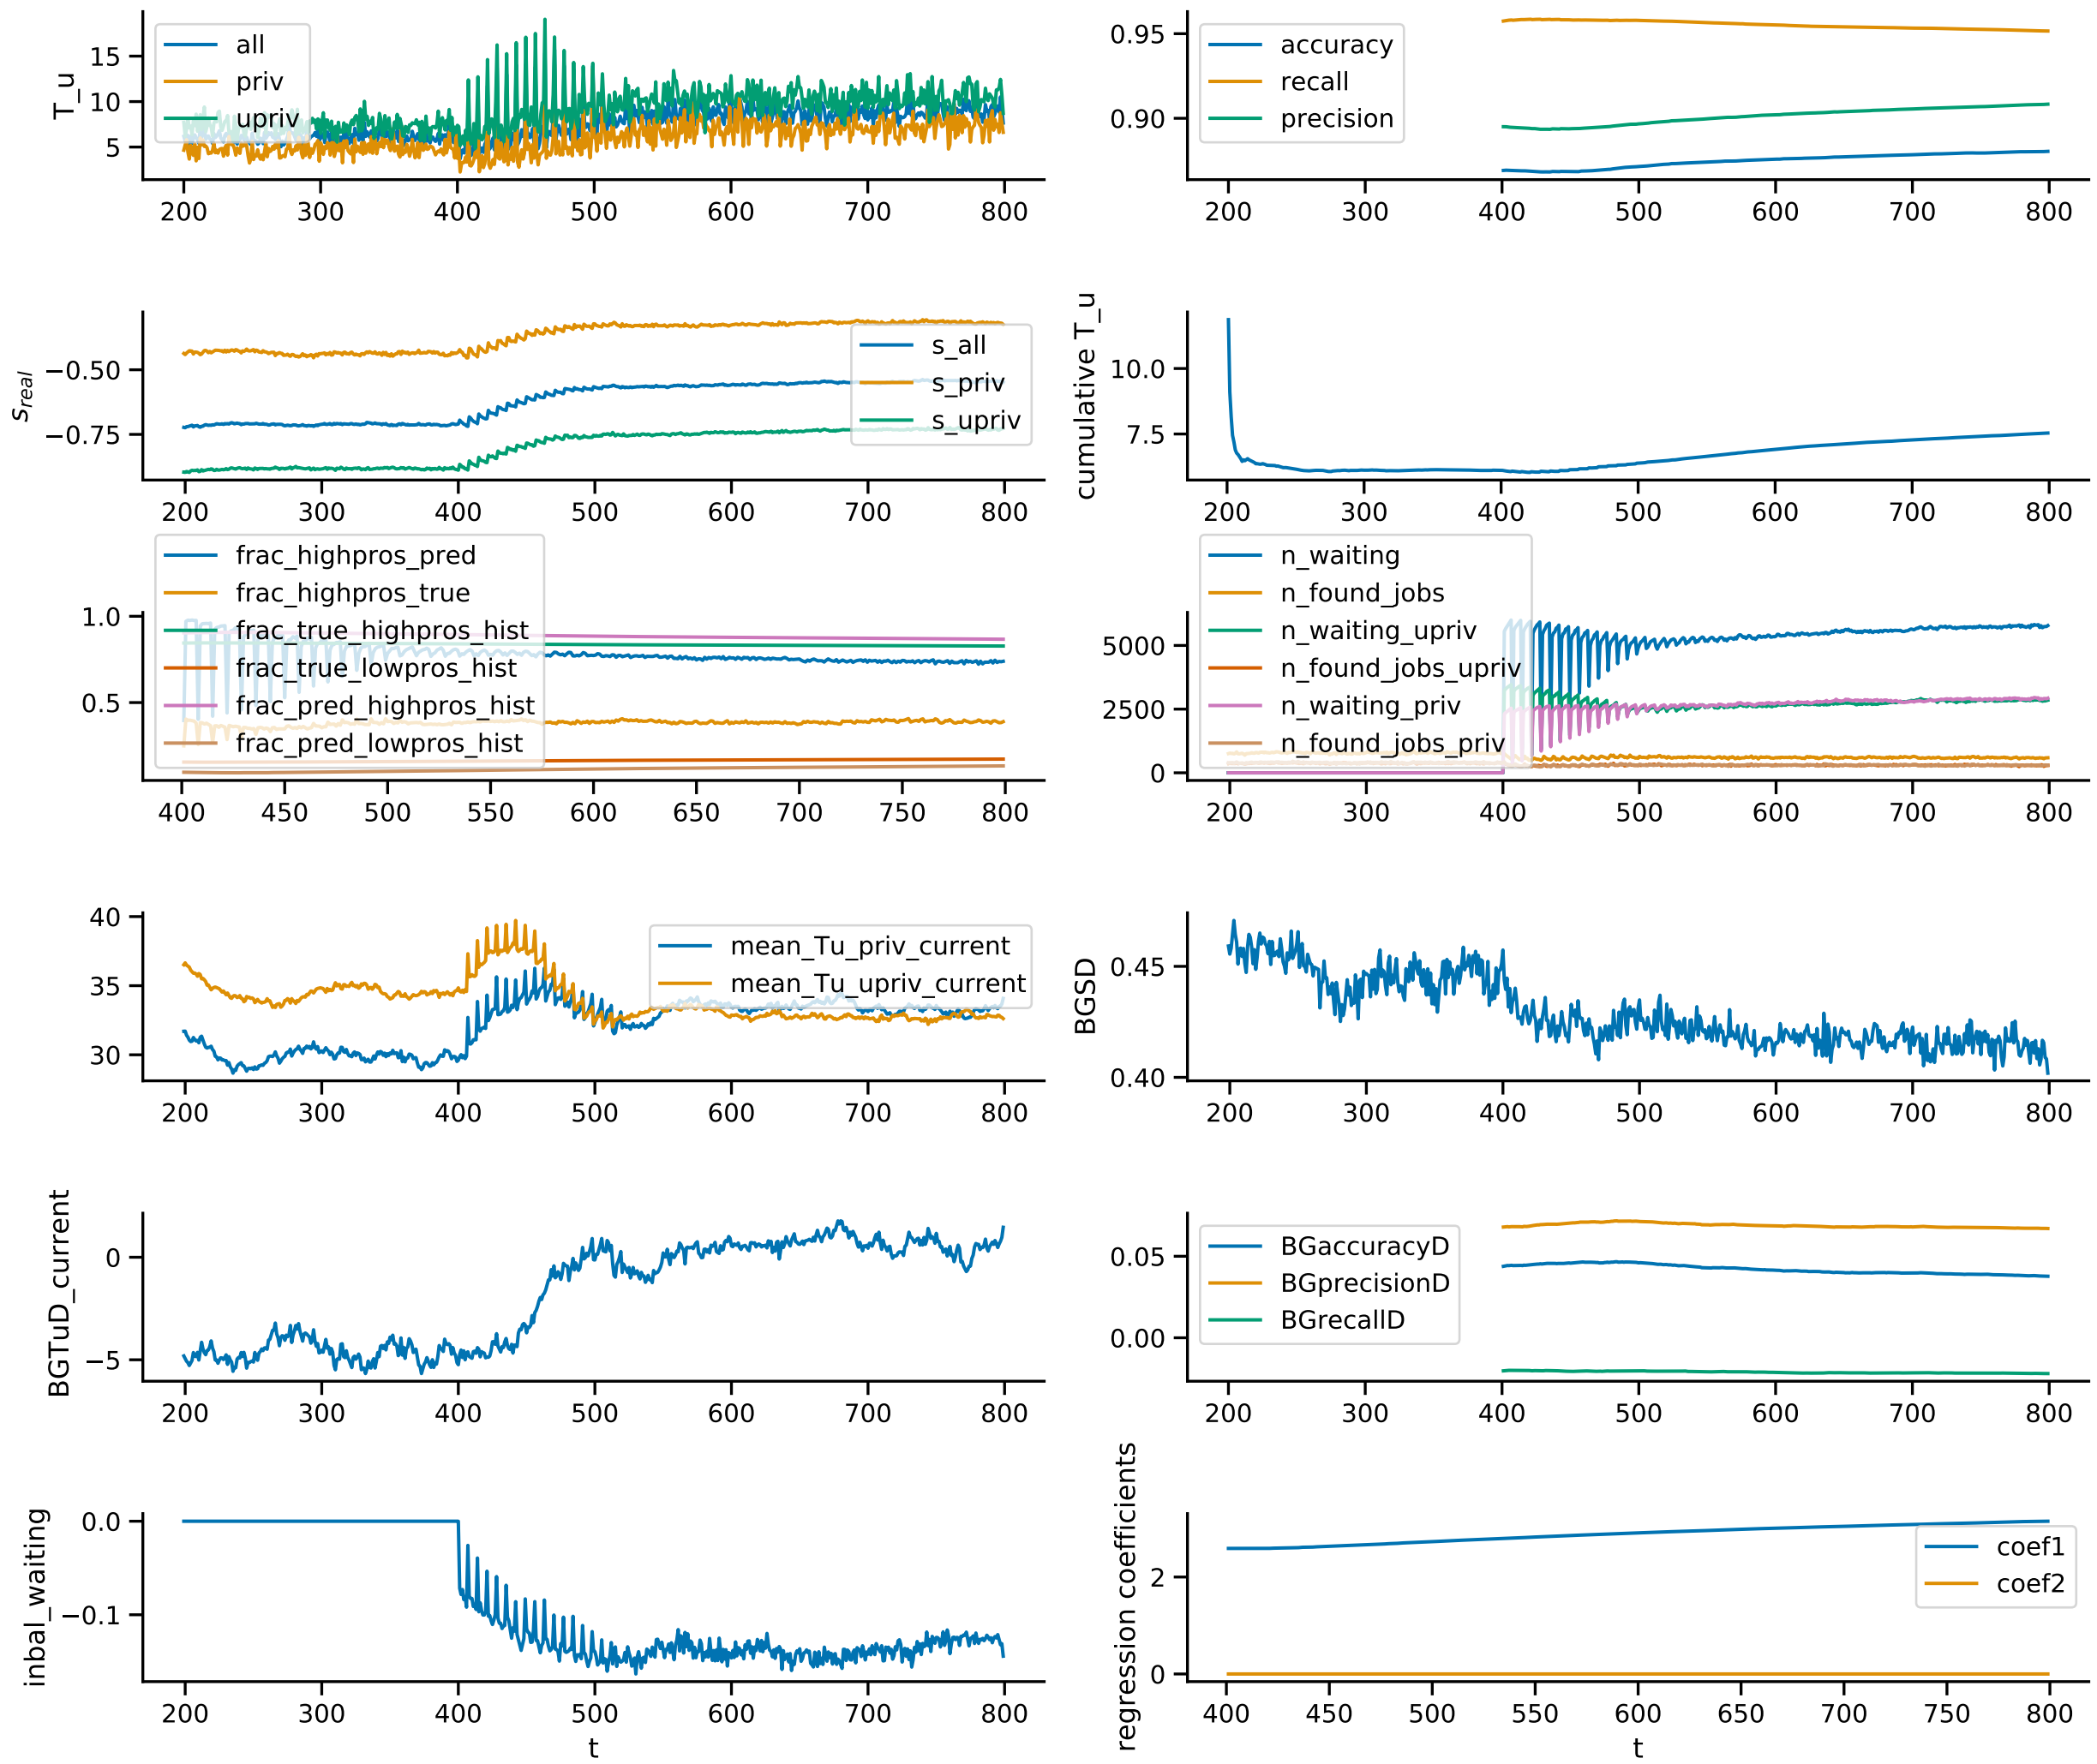 T_u
15
10
5
all
priv
upriv
200 300 400 500 600 700 800
0.95
0.90
accuracy
recall
precision
200 300 400 500 600 700 800
s_real
−0.50
−0.75
s_all
s_priv
s_upriv
200 300 400 500 600 700 800
cumulative T_u
10.0
7.5
200 300 400 500 600 700 800
1.0
0.5
frac_highpros_pred
frac_highpros_true
frac_true_highpros_hist
frac_true_lowpros_hist
frac_pred_highpros_hist
frac_pred_lowpros_hist
400 450 500 550 600 650 700 750 800
5000
2500
0
n_waiting
n_found_jobs
n_waiting_upriv
n_found_jobs_upriv
n_waiting_priv
n_found_jobs_priv
200 300 400 500 600 700 800
40
35
30
mean_Tu_priv_current
mean_Tu_upriv_current
200 300 400 500 600 700 800
BGSD
0.45
0.40
200 300 400 500 600 700 800
BGTuD_current
0
−5
200 300 400 500 600 700 800
0.05
0.00
BGaccuracyD
BGprecisionD
BGrecallD
200 300 400 500 600 700 800
inbal_waiting
0.0
−0.1
200 300 400 500 600 700 800
t
regression coefficients
2
0
coef1
coef2
400 450 500 550 600 650 700 750 800
t